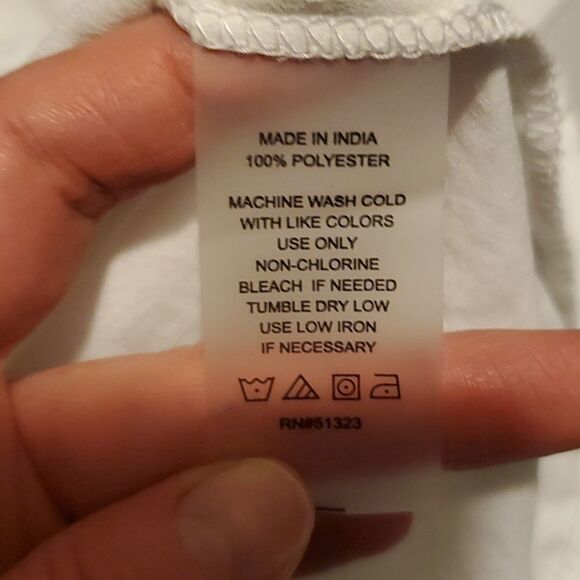 MADE IN INDIA
100% POLYESTER
MACHINE WASH COLD
WITH LIKE COLORS
USE ONLY
NON-CHLORINE
BLEACH IF NEEDED
TUMBLE DRY LOW
USE LOW IRON
IF NECESSARY
RN#51323